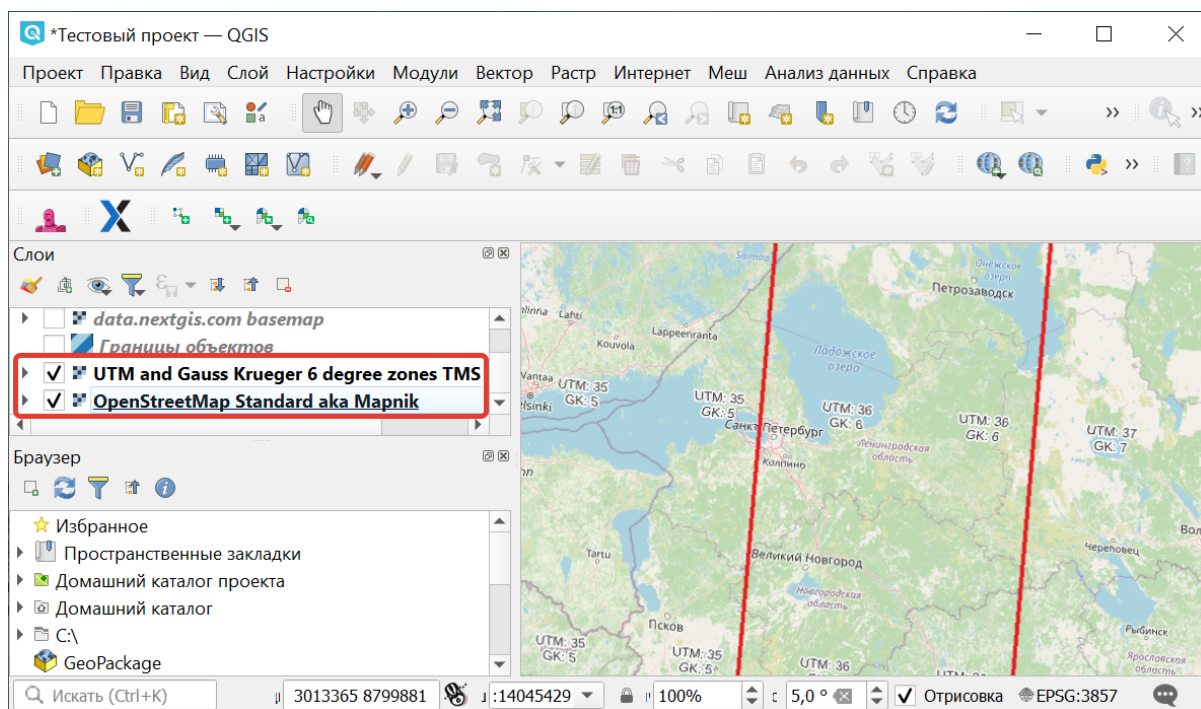 *Тестовый проект — QGIS
Проект Правка Вид Слой Настройки Модули Вектор Растр Интернет Меш Анализ данных Справка
Слои
data.nextgis.com basemap
Границы объектов
UTM and Gauss Krueger 6 degree zones TMS
OpenStreetMap Standard aka Mapnik
Браузер
Избранное
Пространственные закладки
Домашний каталог проекта
Домашний каталог
C:\
GeoPackage
Saimaa
Онежское
озеро
Петрозаводск
Lahti
Lappeenranta
Kouvola
Ладожское
озеро
Vantaa
UTM: 35
GK: 5
UTM: 35
GK: 5
UTM: 36
GK: 6
UTM: 36
GK: 6
UTM: 37
GK: 7
Санкт-Петербург
Ленинградская
область
Колпино
Tartu
Великий Новгород
Череповец
Новгородская
область
Псков
Рыбинск
UTM: 35
GK: 5
UTM: 35
GK: 5
UTM: 36
Ярославская
область
Искать (Ctrl+K) 3013365 8799881 :14045429 100% 5,0 ° Отрисовка EPSG:3857